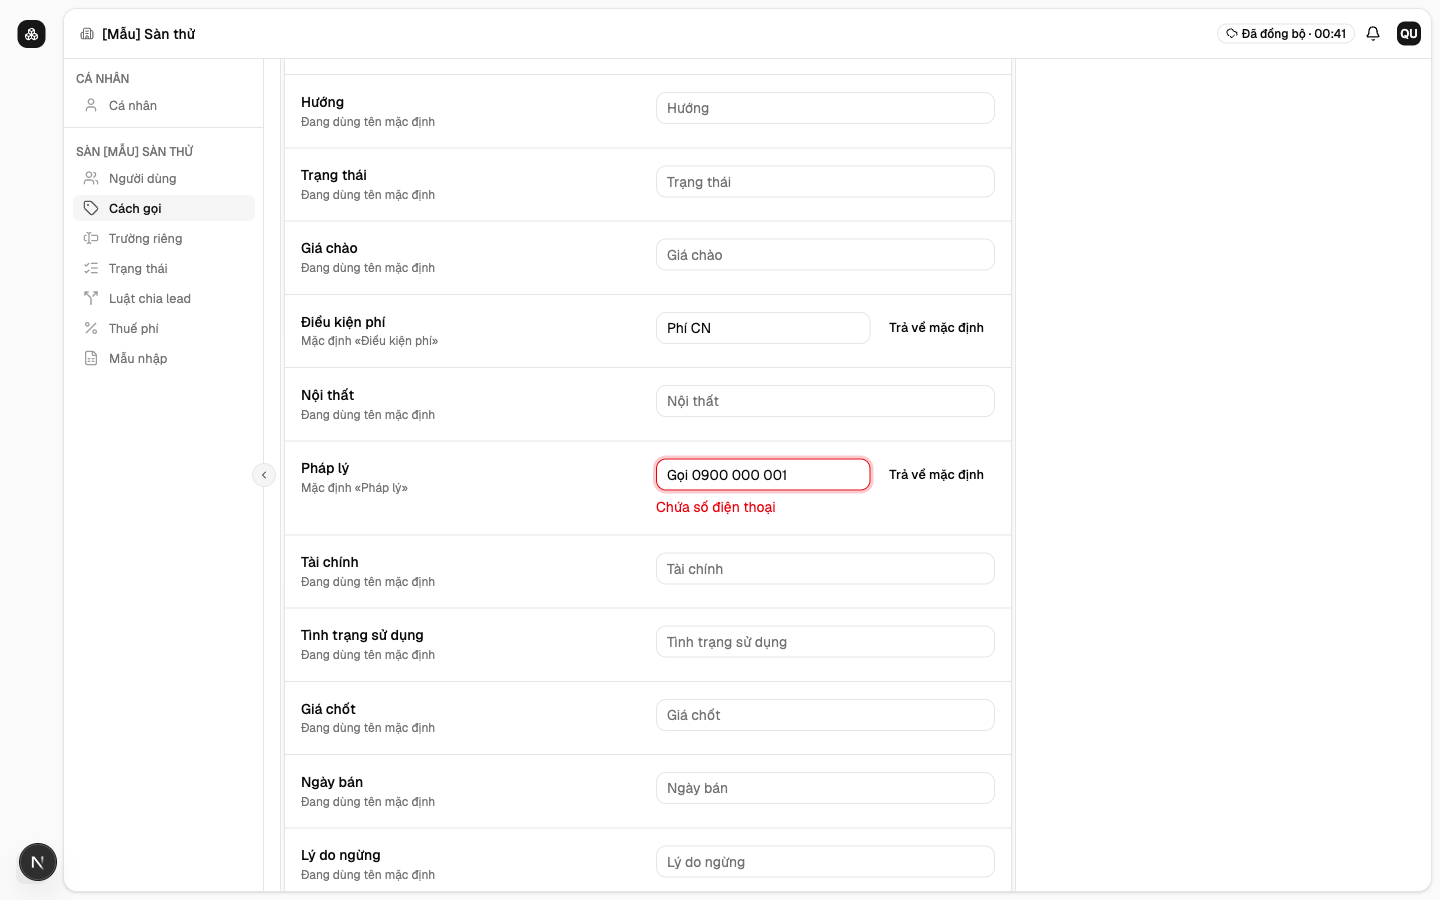 [Mẫu] Sàn thử
Đã đồng bộ · 00:41
QU
CÁ NHÂN
Cá nhân
SÀN [MẪU] SÀN THỬ
Người dùng
Cách gọi
Trường riêng
Trạng thái
Luật chia lead
Thuế phí
Mẫu nhập
Hướng
Đang dùng tên mặc định
Hướng
Trạng thái
Đang dùng tên mặc định
Trạng thái
Giá chào
Đang dùng tên mặc định
Giá chào
Điều kiện phí
Mặc định «Điều kiện phí»
Phí CN
Trả về mặc định
Nội thất
Đang dùng tên mặc định
Nội thất
Pháp lý
Mặc định «Pháp lý»
Gọi 0900 000 001
Trả về mặc định
Chứa số điện thoại
Tài chính
Đang dùng tên mặc định
Tài chính
Tình trạng sử dụng
Đang dùng tên mặc định
Tình trạng sử dụng
Giá chốt
Đang dùng tên mặc định
Giá chốt
Ngày bán
Đang dùng tên mặc định
Ngày bán
Lý do ngừng
Đang dùng tên mặc định
Lý do ngừng
N